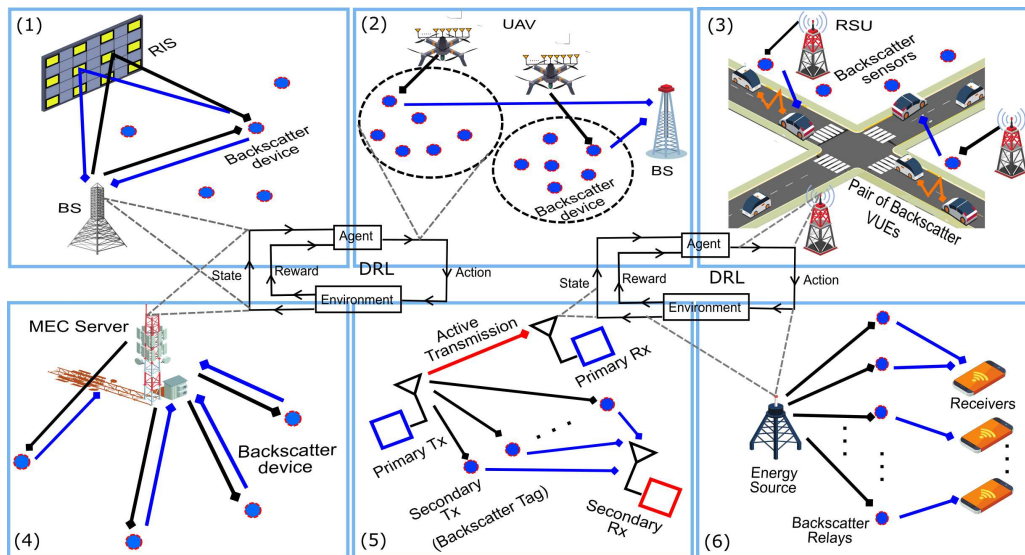 (1)
RIS
Backscatter
device
BS
(2)
UAV
Backscatter
device
BS
(3)
RSU
Backscatter
sensors
Pair of Backscatter
VUEs
Agent
State
Reward
DRL
Action
Environment
Agent
State
Reward
DRL
Action
Environment
MEC Server
Backscatter
device
(4)
Active
Transmission
Primary Rx
Primary Tx
Secondary
Tx
(Backscatter Tag)
Secondary
Rx
(5)
Energy
Source
Receivers
Backscatter
Relays
(6)